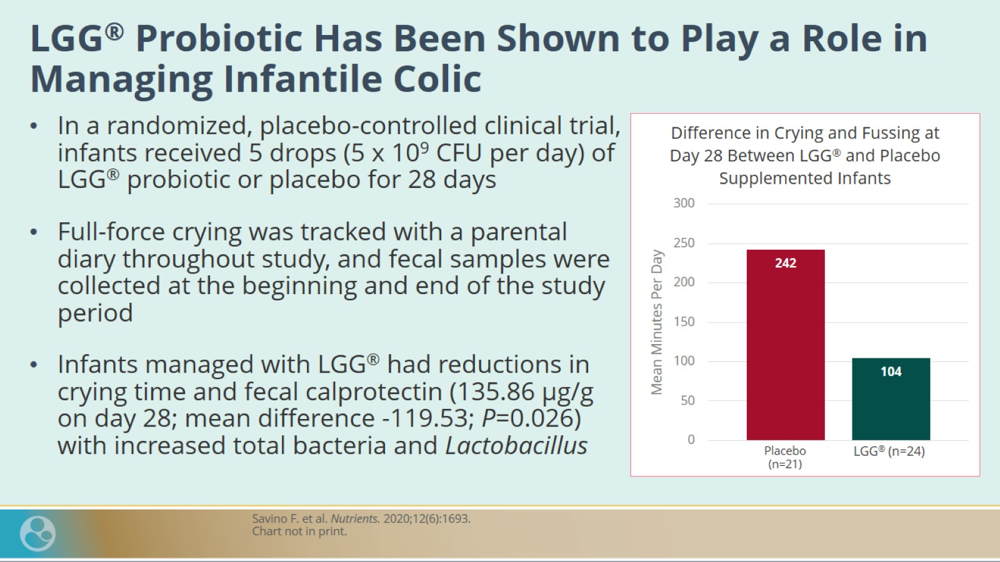 LGG® Probiotic Has Been Shown to Play a Role in
Managing Infantile Colic
• In a randomized, placebo-controlled clinical trial,
infants received 5 drops (5 x 10⁹ CFU per day) of
LGG® probiotic or placebo for 28 days
• Full-force crying was tracked with a parental
diary throughout study, and fecal samples were
collected at the beginning and end of the study
period
• Infants managed with LGG® had reductions in
crying time and fecal calprotectin (135.86 μg/g
on day 28; mean difference -119.53; P=0.026)
with increased total bacteria and Lactobacillus
Difference in Crying and Fussing at
Day 28 Between LGG® and Placebo
Supplemented Infants
Mean Minutes Per Day
300
250
200
150
100
50
0
242
104
Placebo
(n=21)
LGG® (n=24)
Savino F. et al. Nutrients. 2020;12(6):1693.
Chart not in print.